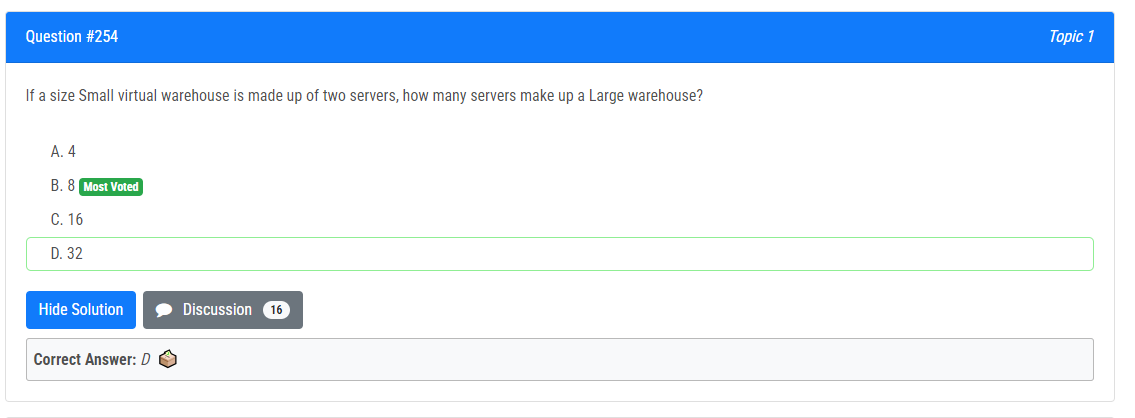 Question #254
Topic 1
If a size Small virtual warehouse is made up of two servers, how many servers make up a Large warehouse?
A. 4
B. 8 Most Voted
C. 16
D. 32
Hide Solution
Discussion 16
Correct Answer: D